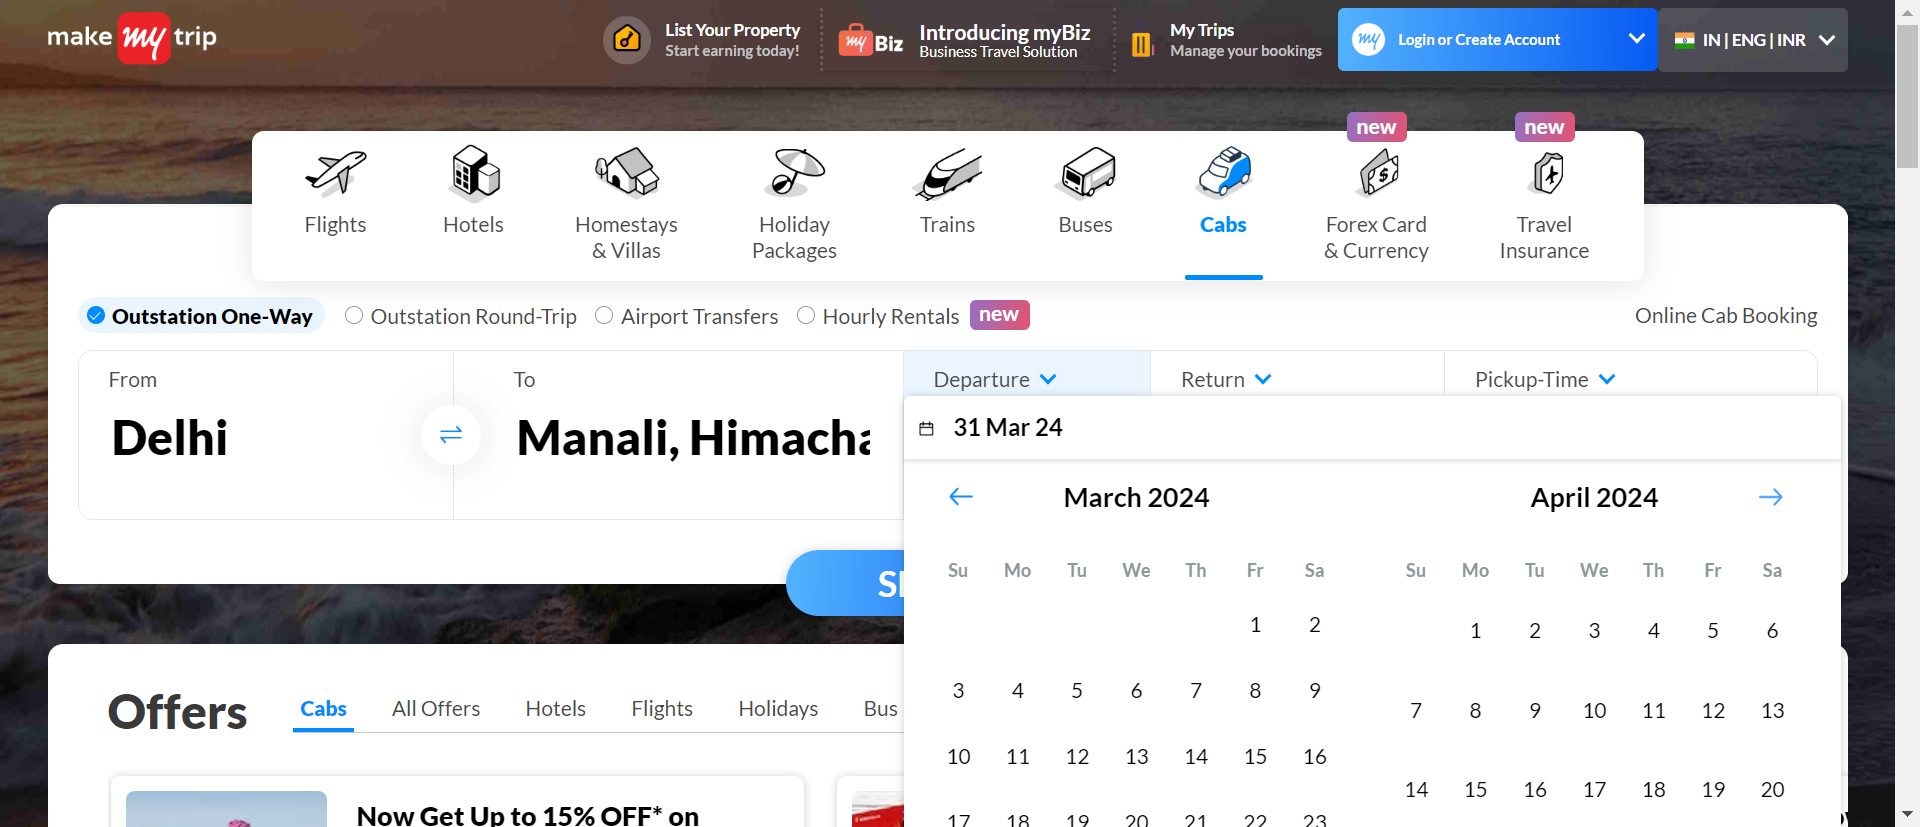 make my trip
List Your Property
Start earning today!
my Biz
Introducing myBiz
Business Travel Solution
My Trips
Manage your bookings
my
Login or Create Account
IN | ENG | INR
new
new
Flights
Hotels
Homestays
& Villas
Holiday
Packages
Trains
Buses
Cabs
Forex Card
& Currency
Travel
Insurance
Outstation One-Way
Outstation Round-Trip
Airport Transfers
Hourly Rentals
new
Online Cab Booking
From
Delhi
To
Manali, Himacha
Departure
Return
Pickup-Time
31 Mar 24
March 2024
Su Mo Tu We Th Fr Sa
1 2
3 4 5 6 7 8 9
10 11 12 13 14 15 16
17 18 19 20 21 22 23
April 2024
Su Mo Tu We Th Fr Sa
1 2 3 4 5 6
7 8 9 10 11 12 13
14 15 16 17 18 19 20
Offers
Cabs
All Offers
Hotels
Flights
Holidays
Bus
Now Get Up to 15% OFF* on